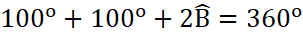 100º + 100º + 2B̂ = 360º